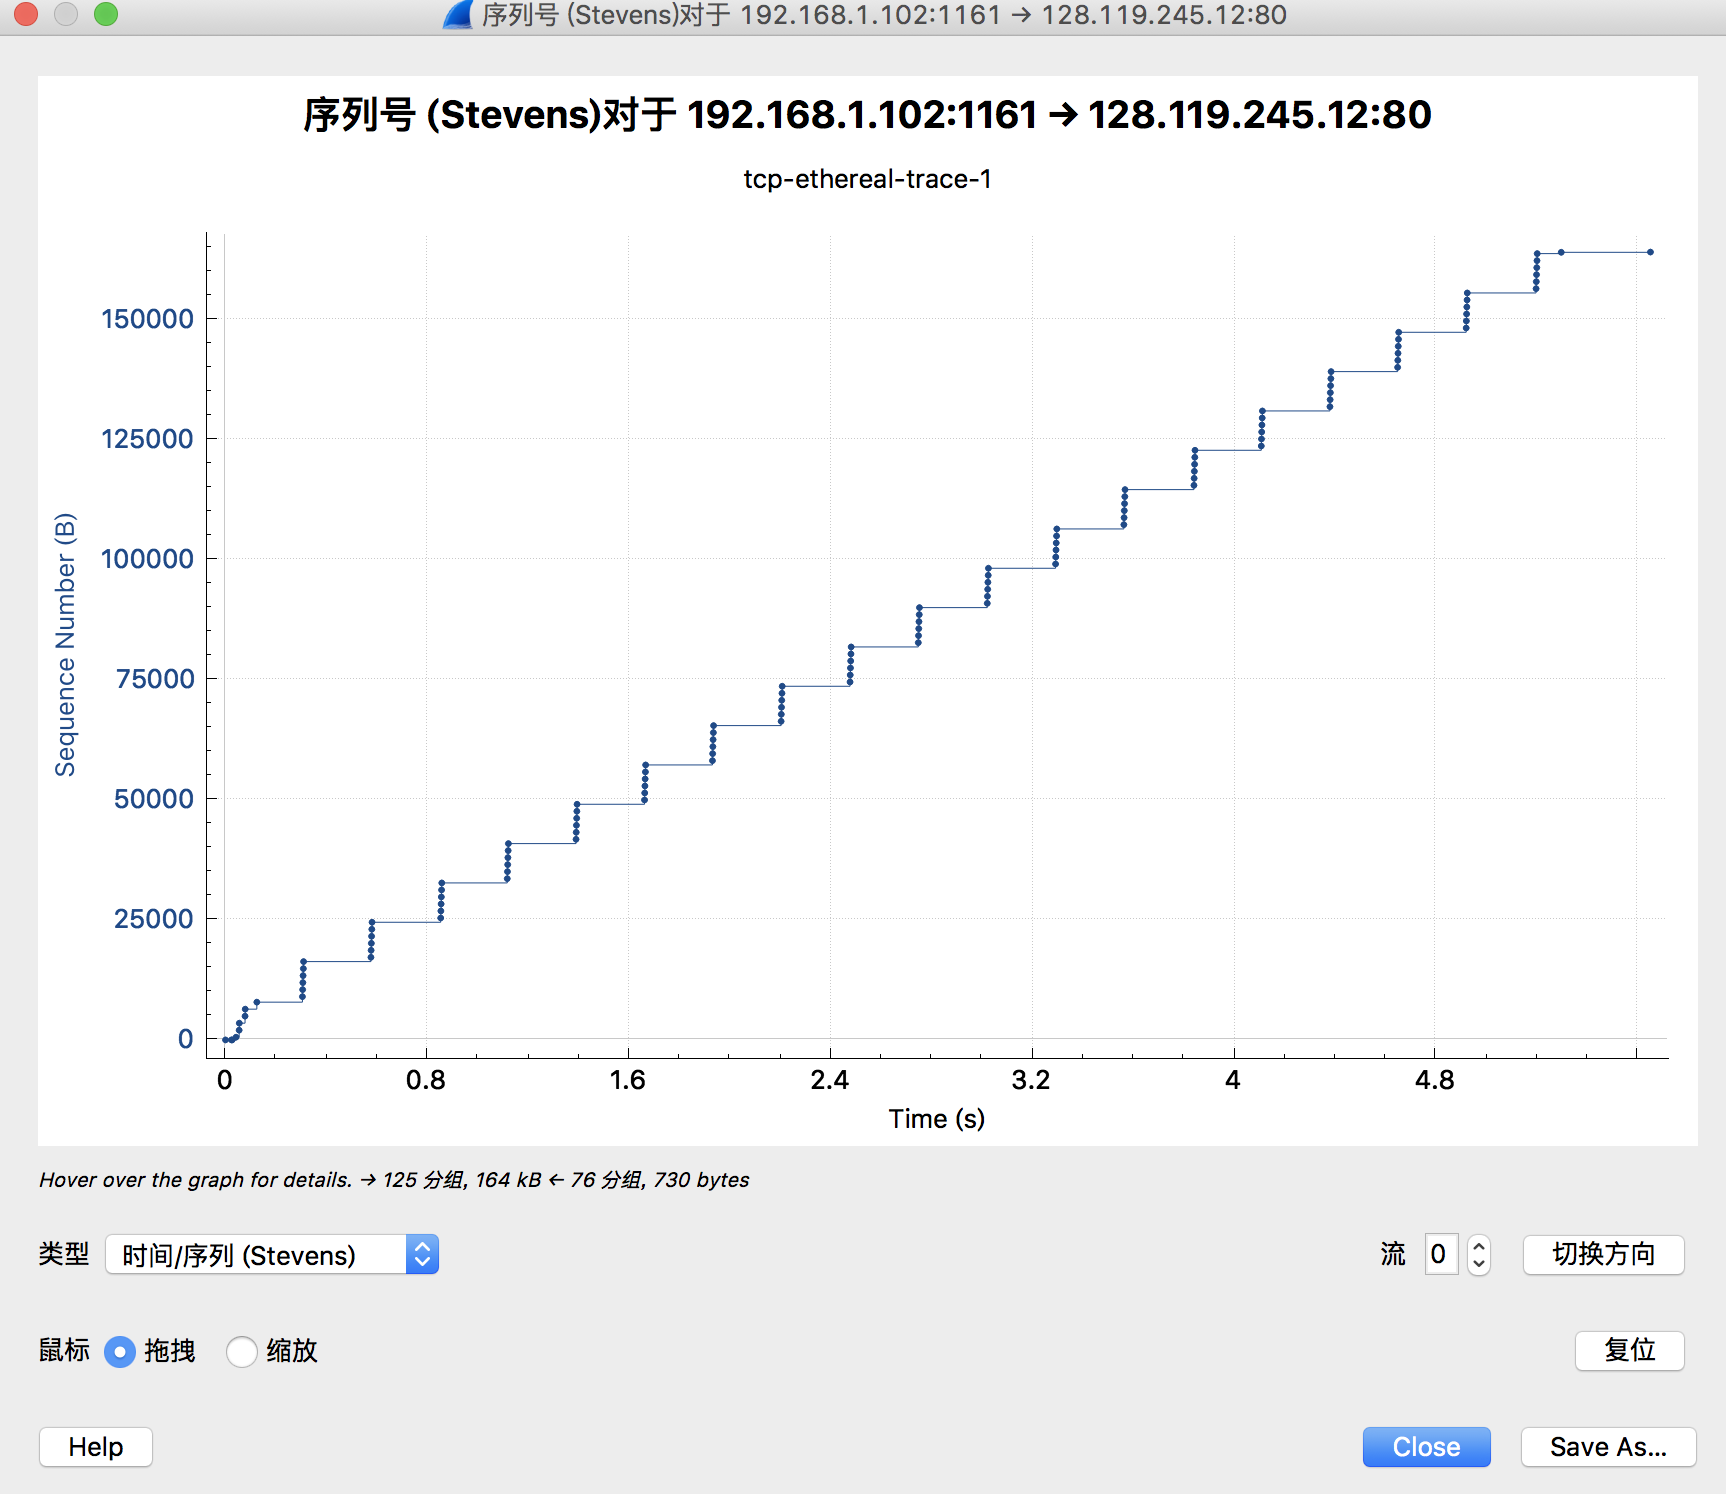 序列号 (Stevens)对于 192.168.1.102:1161 → 128.119.245.12:80
序列号 (Stevens)对于 192.168.1.102:1161 → 128.119.245.12:80
tcp-ethereal-trace-1
150000
125000
100000
75000
50000
25000
0
Sequence Number (B)
0 0.8 1.6 2.4 3.2 4 4.8
Time (s)
Hover over the graph for details. → 125 分组, 164 kB ← 76 分组, 730 bytes
类型 时间/序列 (Stevens) 流 0 切换方向
鼠标 拖拽 缩放 复位
Help Close Save As...